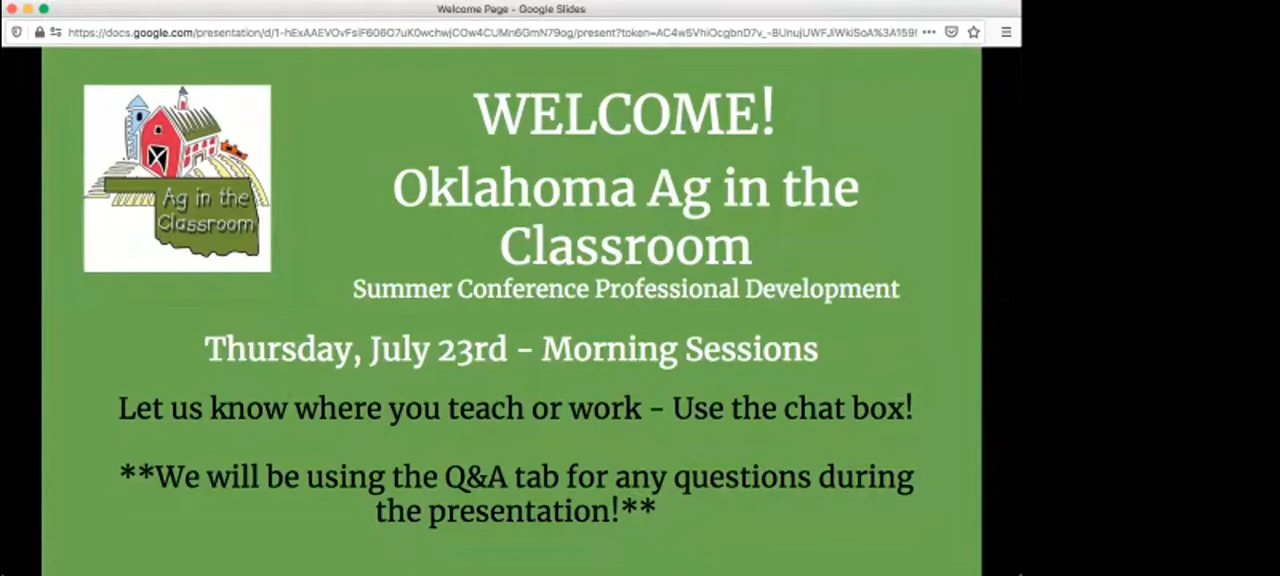 Welcome Page - Google Slides
WELCOME!
Oklahoma Ag in the
Classroom
Summer Conference Professional Development
Ag in the
Classroom
Thursday, July 23rd - Morning Sessions
Let us know where you teach or work - Use the chat box!
**We will be using the Q&A tab for any questions during
the presentation!**